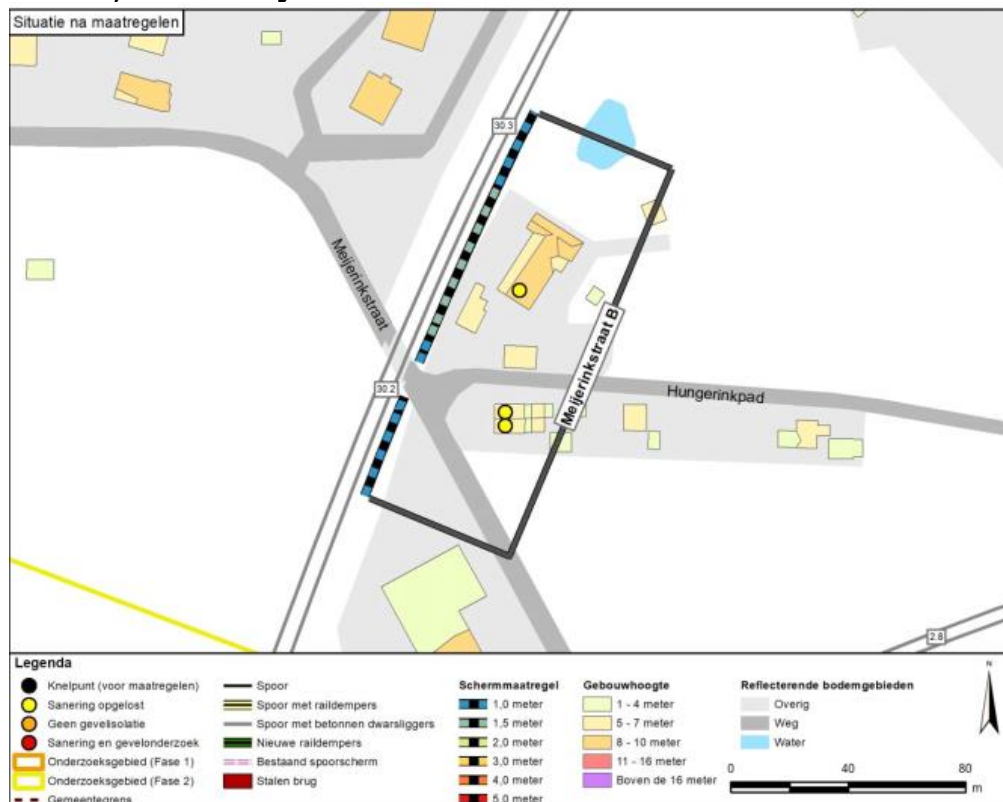 Situatie na maatregelen
30.3
Meijerinkstraat
30.2
Meijerinkstraat B
Hungerinkpad
2.8
Legenda
Knelpunt (voor maatregelen)
Sanering opgelost
Geen gevelisolatie
Sanering en gevelonderzoek
Onderzoeksgebied (Fase 1)
Onderzoeksgebied (Fase 2)
Gemeentegrens
Spoor
Spoor met raildempers
Spoor met betonnen dwarsliggers
Nieuwe raildempers
Bestaand spoorscherm
Stalen brug
Schermmaatregel
1,0 meter
1,5 meter
2,0 meter
3,0 meter
4,0 meter
5,0 meter
Gebouwhoogte
1 - 4 meter
5 - 7 meter
8 - 10 meter
11 - 16 meter
Boven de 16 meter
Reflecterende bodemgebieden
Overig
Weg
Water
N
0 40 80
m